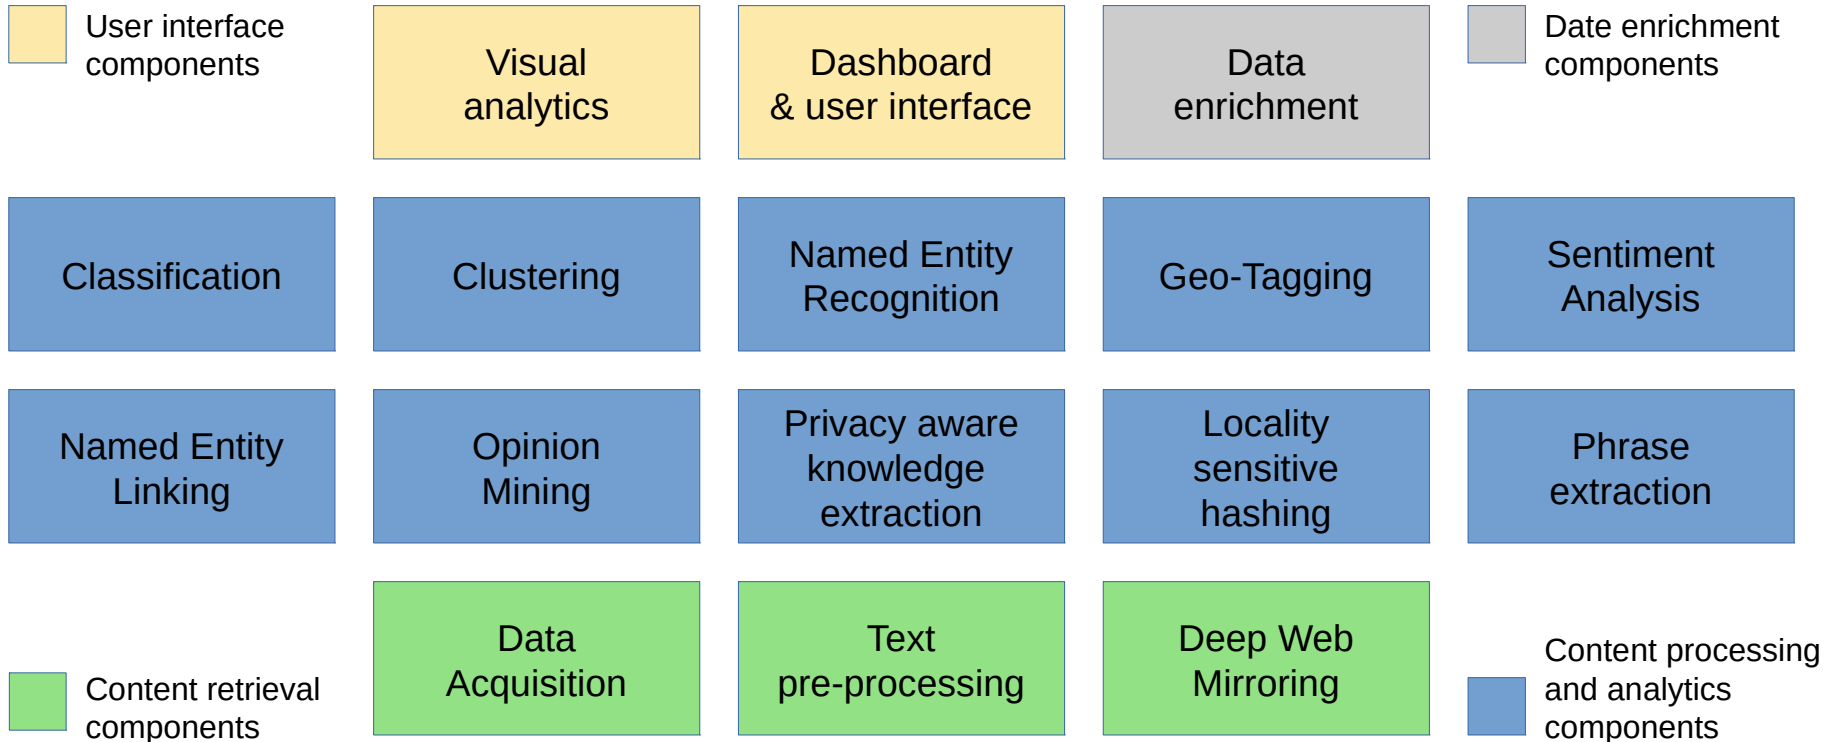 User interface
components
Visual
analytics
Dashboard
& user interface
Data
enrichment
Date enrichment
components
Classification
Clustering
Named Entity
Recognition
Geo-Tagging
Sentiment
Analysis
Named Entity
Linking
Opinion
Mining
Privacy aware
knowledge
extraction
Locality
sensitive
hashing
Phrase
extraction
Content retrieval
components
Data
Acquisition
Text
pre-processing
Deep Web
Mirroring
Content processing
and analytics
components